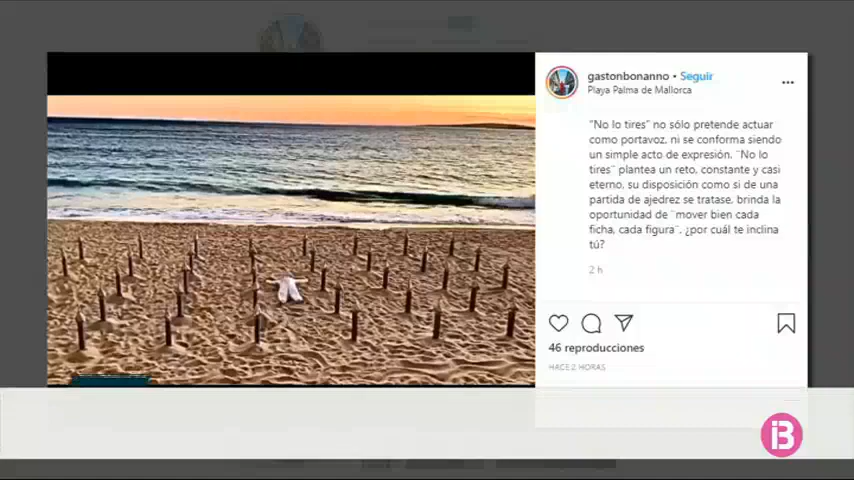 gastonbonanno • Seguir
Playa Palma de Mallorca
"No lo tires" no sólo pretende actuar
como portavoz, ni se conforma siendo
un simple acto de expresión. ¨No lo
tires¨ plantea un reto, constante y casi
eterno, su disposición como si de una
partida de ajedrez se tratase, brinda la
oportunidad de ¨mover bien cada
ficha, cada figura¨. ¿por cuál te inclina
tú?
2 h
46 reproducciones
HACE 2 HORAS
iB